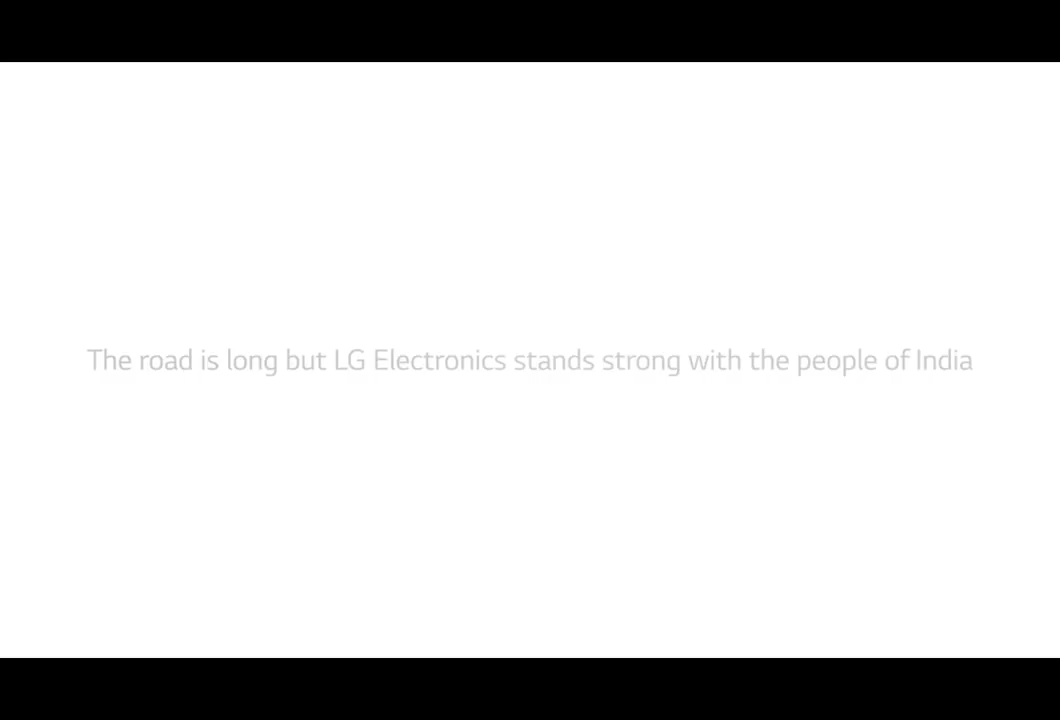 The road is long but LG Electronics stands strong with the people of India